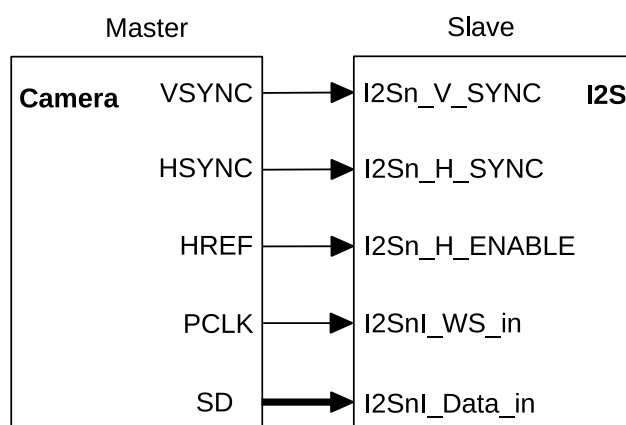 Master Slave
Camera VSYNC I2Sn_V_SYNC I2S
HSYNC I2Sn_H_SYNC
HREF I2Sn_H_ENABLE
PCLK I2SnI_WS_in
SD I2SnI_Data_in